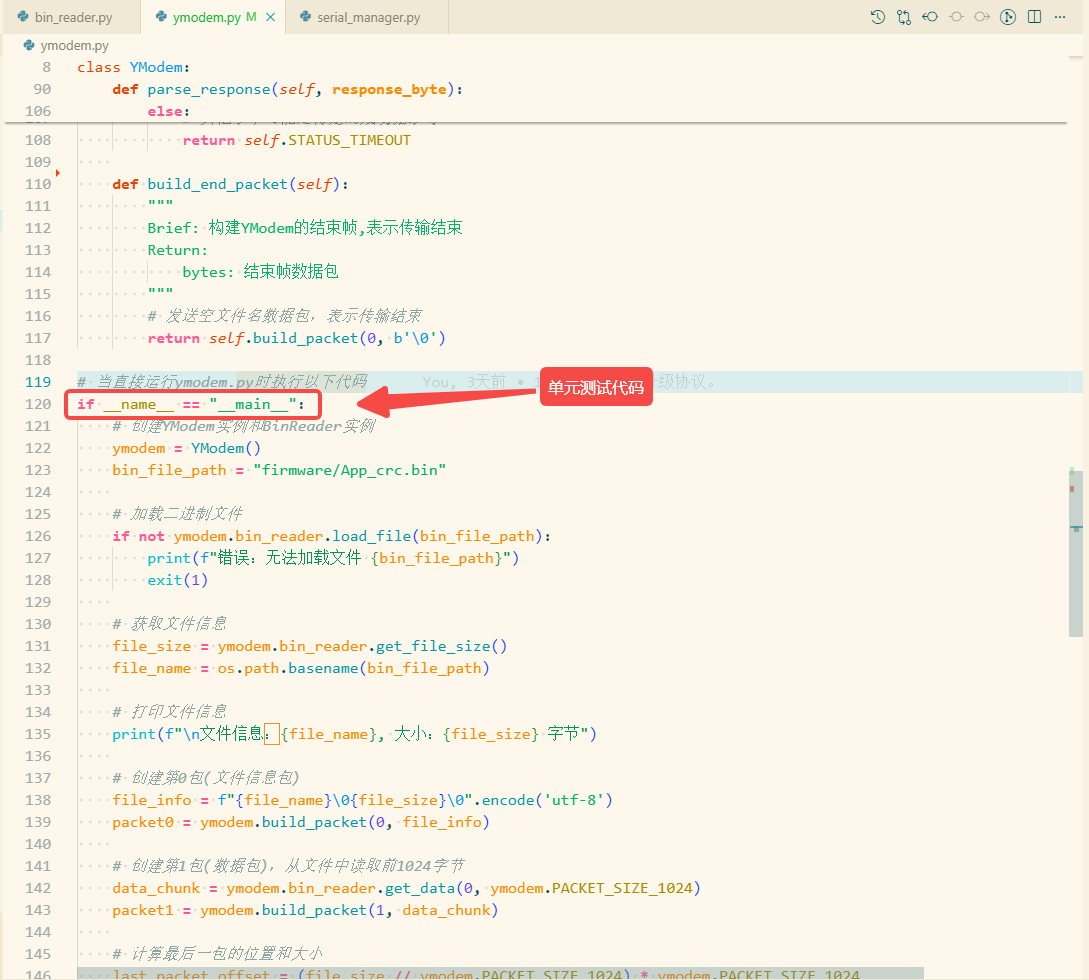 bin_reader.py ymodem.py M × serial_manager.py ···
ymodem.py
8 class YModem:
90 def parse_response(self, response_byte):
106 else:
108 return self.STATUS_TIMEOUT
109
110 def build_end_packet(self):
111 """
112 Brief: 构建YModem的结束帧,表示传输结束
113 Return:
114 bytes: 结束帧数据包
115 """
116 # 发送空文件名数据包，表示传输结束
117 return self.build_packet(0, b'\0')
118
119 # 当直接运行ymodem.py时执行以下代码 You, 3天前 • 级协议。
单元测试代码
120 if __name__ == "__main__":
121 # 创建YModem实例和BinReader实例
122 ymodem = YModem()
123 bin_file_path = "firmware/App_crc.bin"
124
125 # 加载二进制文件
126 if not ymodem.bin_reader.load_file(bin_file_path):
127 print(f"错误：无法加载文件 {bin_file_path}")
128 exit(1)
129
130 # 获取文件信息
131 file_size = ymodem.bin_reader.get_file_size()
132 file_name = os.path.basename(bin_file_path)
133
134 # 打印文件信息
135 print(f"\n文件信息：{file_name}, 大小：{file_size} 字节")
136
137 # 创建第0包(文件信息包)
138 file_info = f"{file_name}\0{file_size}\0".encode('utf-8')
139 packet0 = ymodem.build_packet(0, file_info)
140
141 # 创建第1包(数据包)，从文件中读取前1024字节
142 data_chunk = ymodem.bin_reader.get_data(0, ymodem.PACKET_SIZE_1024)
143 packet1 = ymodem.build_packet(1, data_chunk)
144
145 # 计算最后一包的位置和大小
146 last_packet_offset = (file_size // ymodem.PACKET_SIZE_1024) * ymodem.PACKET_SIZE_1024